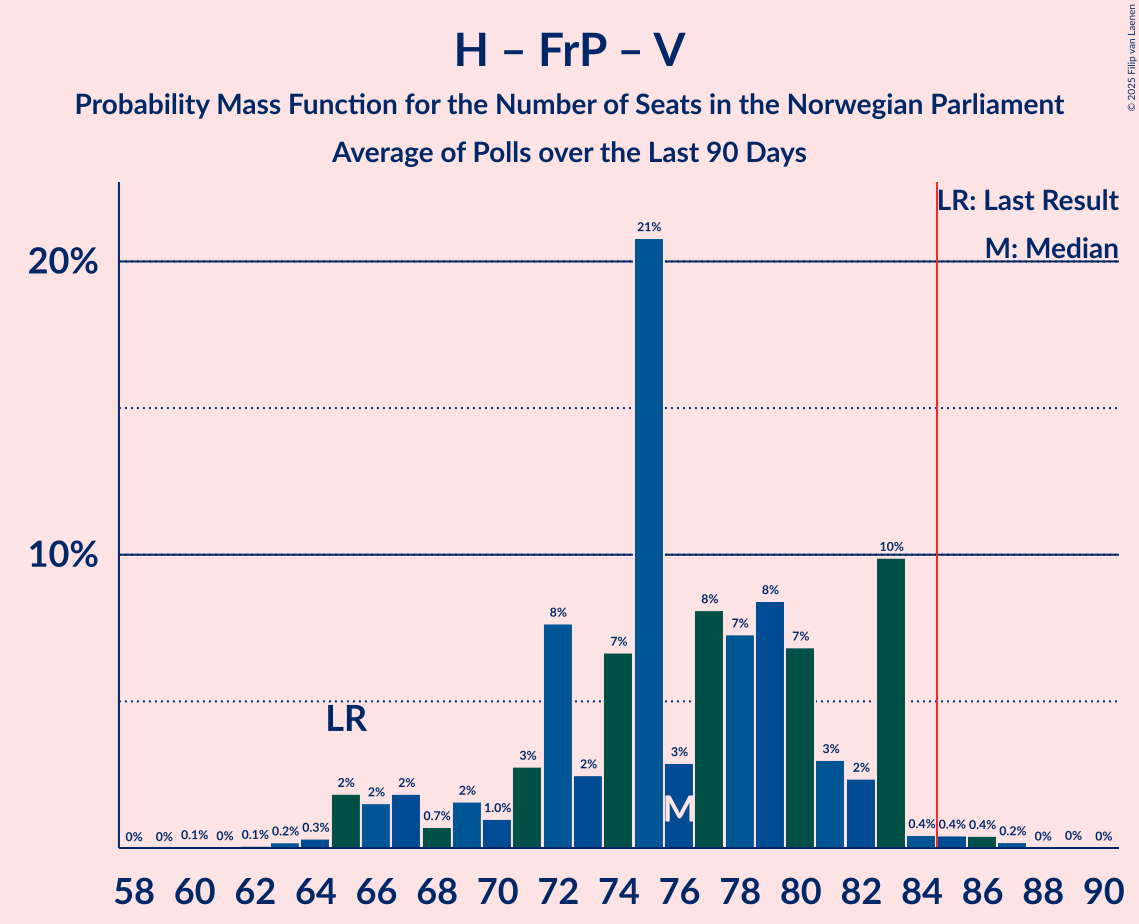 H – FrP – V
Probability Mass Function for the Number of Seats in the Norwegian Parliament
Average of Polls over the Last 90 Days
© 2025 Filip van Laenen
LR: Last Result
M: Median
20%
10%
0% 0% 0.1% 0% 0.1% 0.2% 0.3% 2% 2% 2% 0.7% 2% 1.0% 3% 8% 2% 7% 21% 3% 8% 7% 8% 7% 3% 2% 10% 0.4% 0.4% 0.4% 0.2% 0% 0% 0%
LR
M
58 60 62 64 66 68 70 72 74 76 78 80 82 84 86 88 90